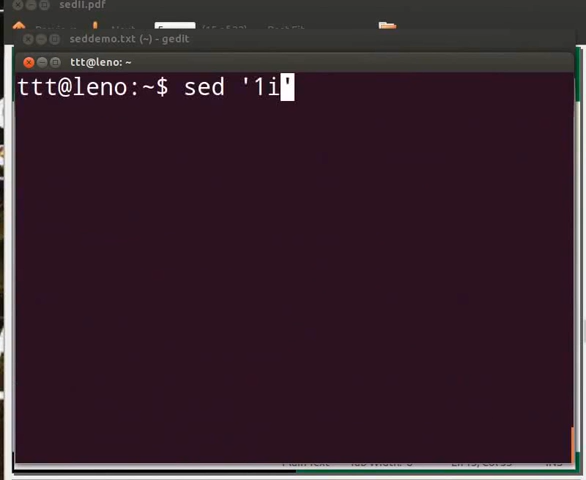 sedII.pdf
seddemo.txt (~) - gedit
ttt@leno: ~
ttt@leno:~$ sed '1i'